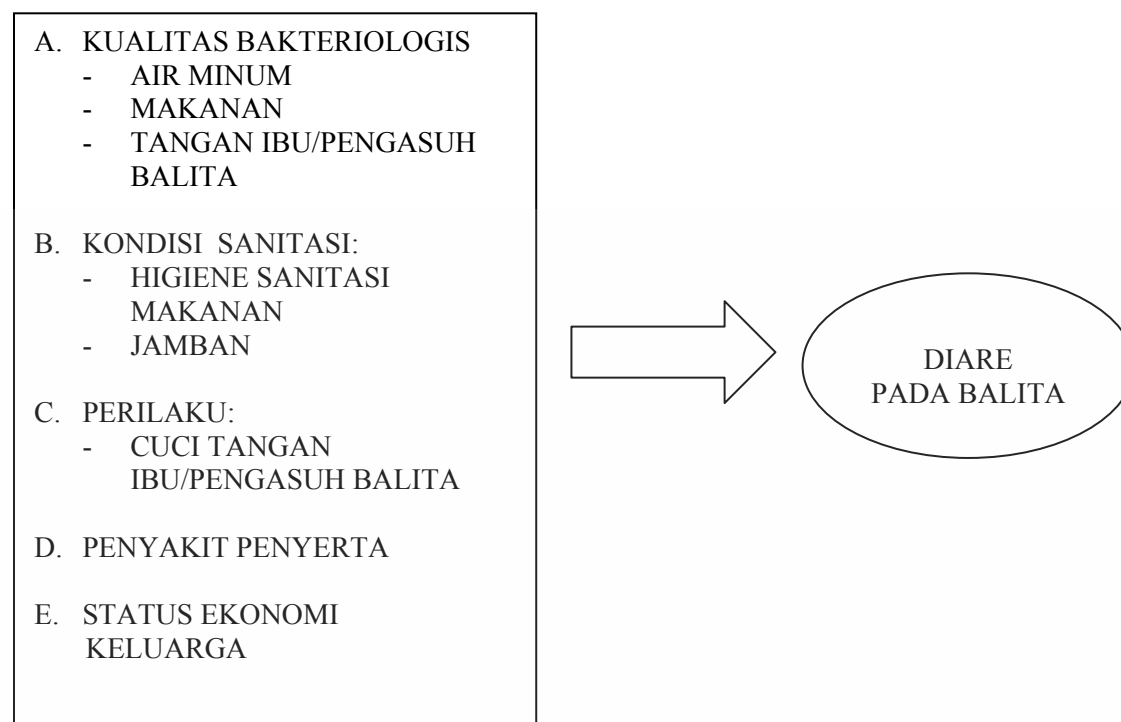 A. KUALITAS BAKTERIOLOGIS
- AIR MINUM
- MAKANAN
- TANGAN IBU/PENGASUH
BALITA
B. KONDISI SANITASI:
- HIGIENE SANITASI
MAKANAN
- JAMBAN
C. PERILAKU:
- CUCI TANGAN
IBU/PENGASUH BALITA
D. PENYAKIT PENYERTA
E. STATUS EKONOMI
KELUARGA
DIARE
PADA BALITA